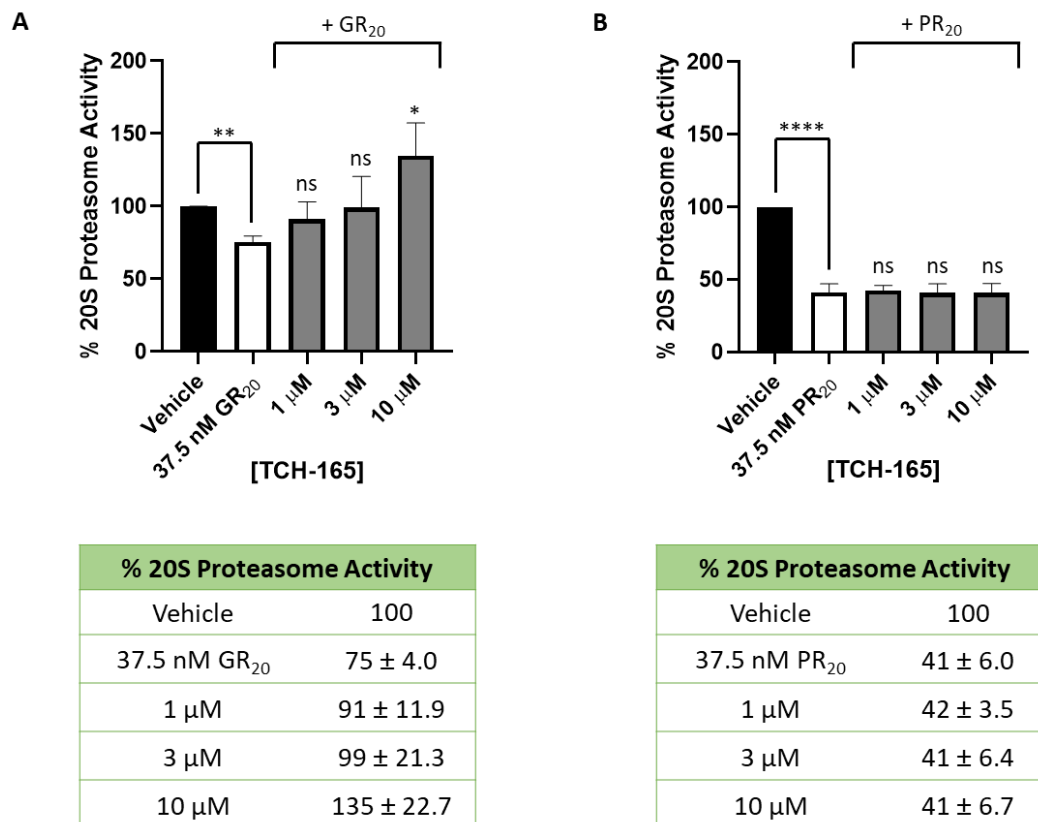 A
+ GR₂₀
% 20S Proteasome Activity
200
150
100
50
0
**
ns
ns
*
Vehicle
37.5 nM GR₂₀
1 μM
3 μM
10 μM
[TCH-165]
% 20S Proteasome Activity
Vehicle 100
37.5 nM GR₂₀ 75 ± 4.0
1 μM 91 ± 11.9
3 μM 99 ± 21.3
10 μM 135 ± 22.7
B
+ PR₂₀
% 20S Proteasome Activity
200
150
100
50
0
****
ns
ns
ns
Vehicle
37.5 nM PR₂₀
1 μM
3 μM
10 μM
[TCH-165]
% 20S Proteasome Activity
Vehicle 100
37.5 nM PR₂₀ 41 ± 6.0
1 μM 42 ± 3.5
3 μM 41 ± 6.4
10 μM 41 ± 6.7